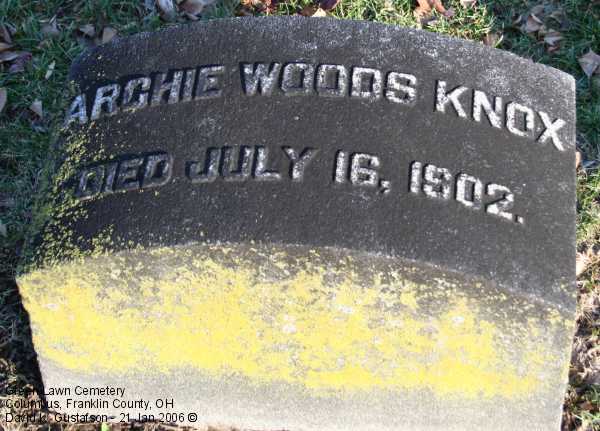 ARCHIE WOODS KNOX
DIED JULY 16, 1902.
Green Lawn Cemetery
Columbus, Franklin County, OH
David K. Gustafson - 21 Jan 2006 ©